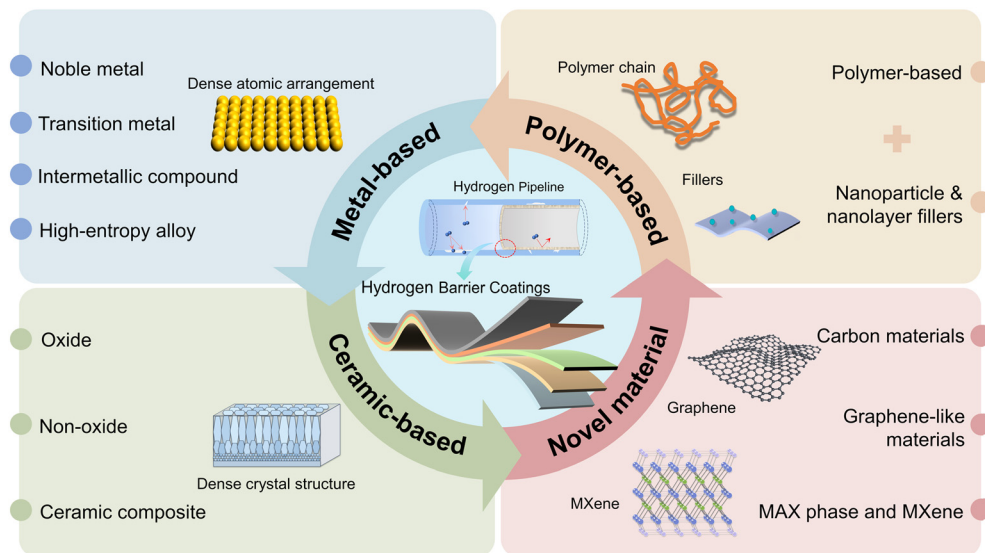 Noble metal
Transition metal
Intermetallic compound
High-entropy alloy
Dense atomic arrangement
Metal-based
Polymer-based
Polymer chain
Fillers
Polymer-based
Nanoparticle &
nanolayer fillers
Hydrogen Pipeline
Hydrogen Barrier Coatings
Oxide
Non-oxide
Ceramic composite
Dense crystal structure
Ceramic-based
Novel material
Graphene
MXene
Carbon materials
Graphene-like
materials
MAX phase and MXene